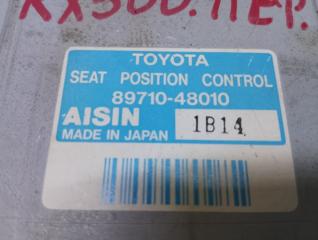 RX300. ПЕР.
TOYOTA
SEAT POSITION CONTROL
89710-48010
AISIN 1B14
MADE IN JAPAN